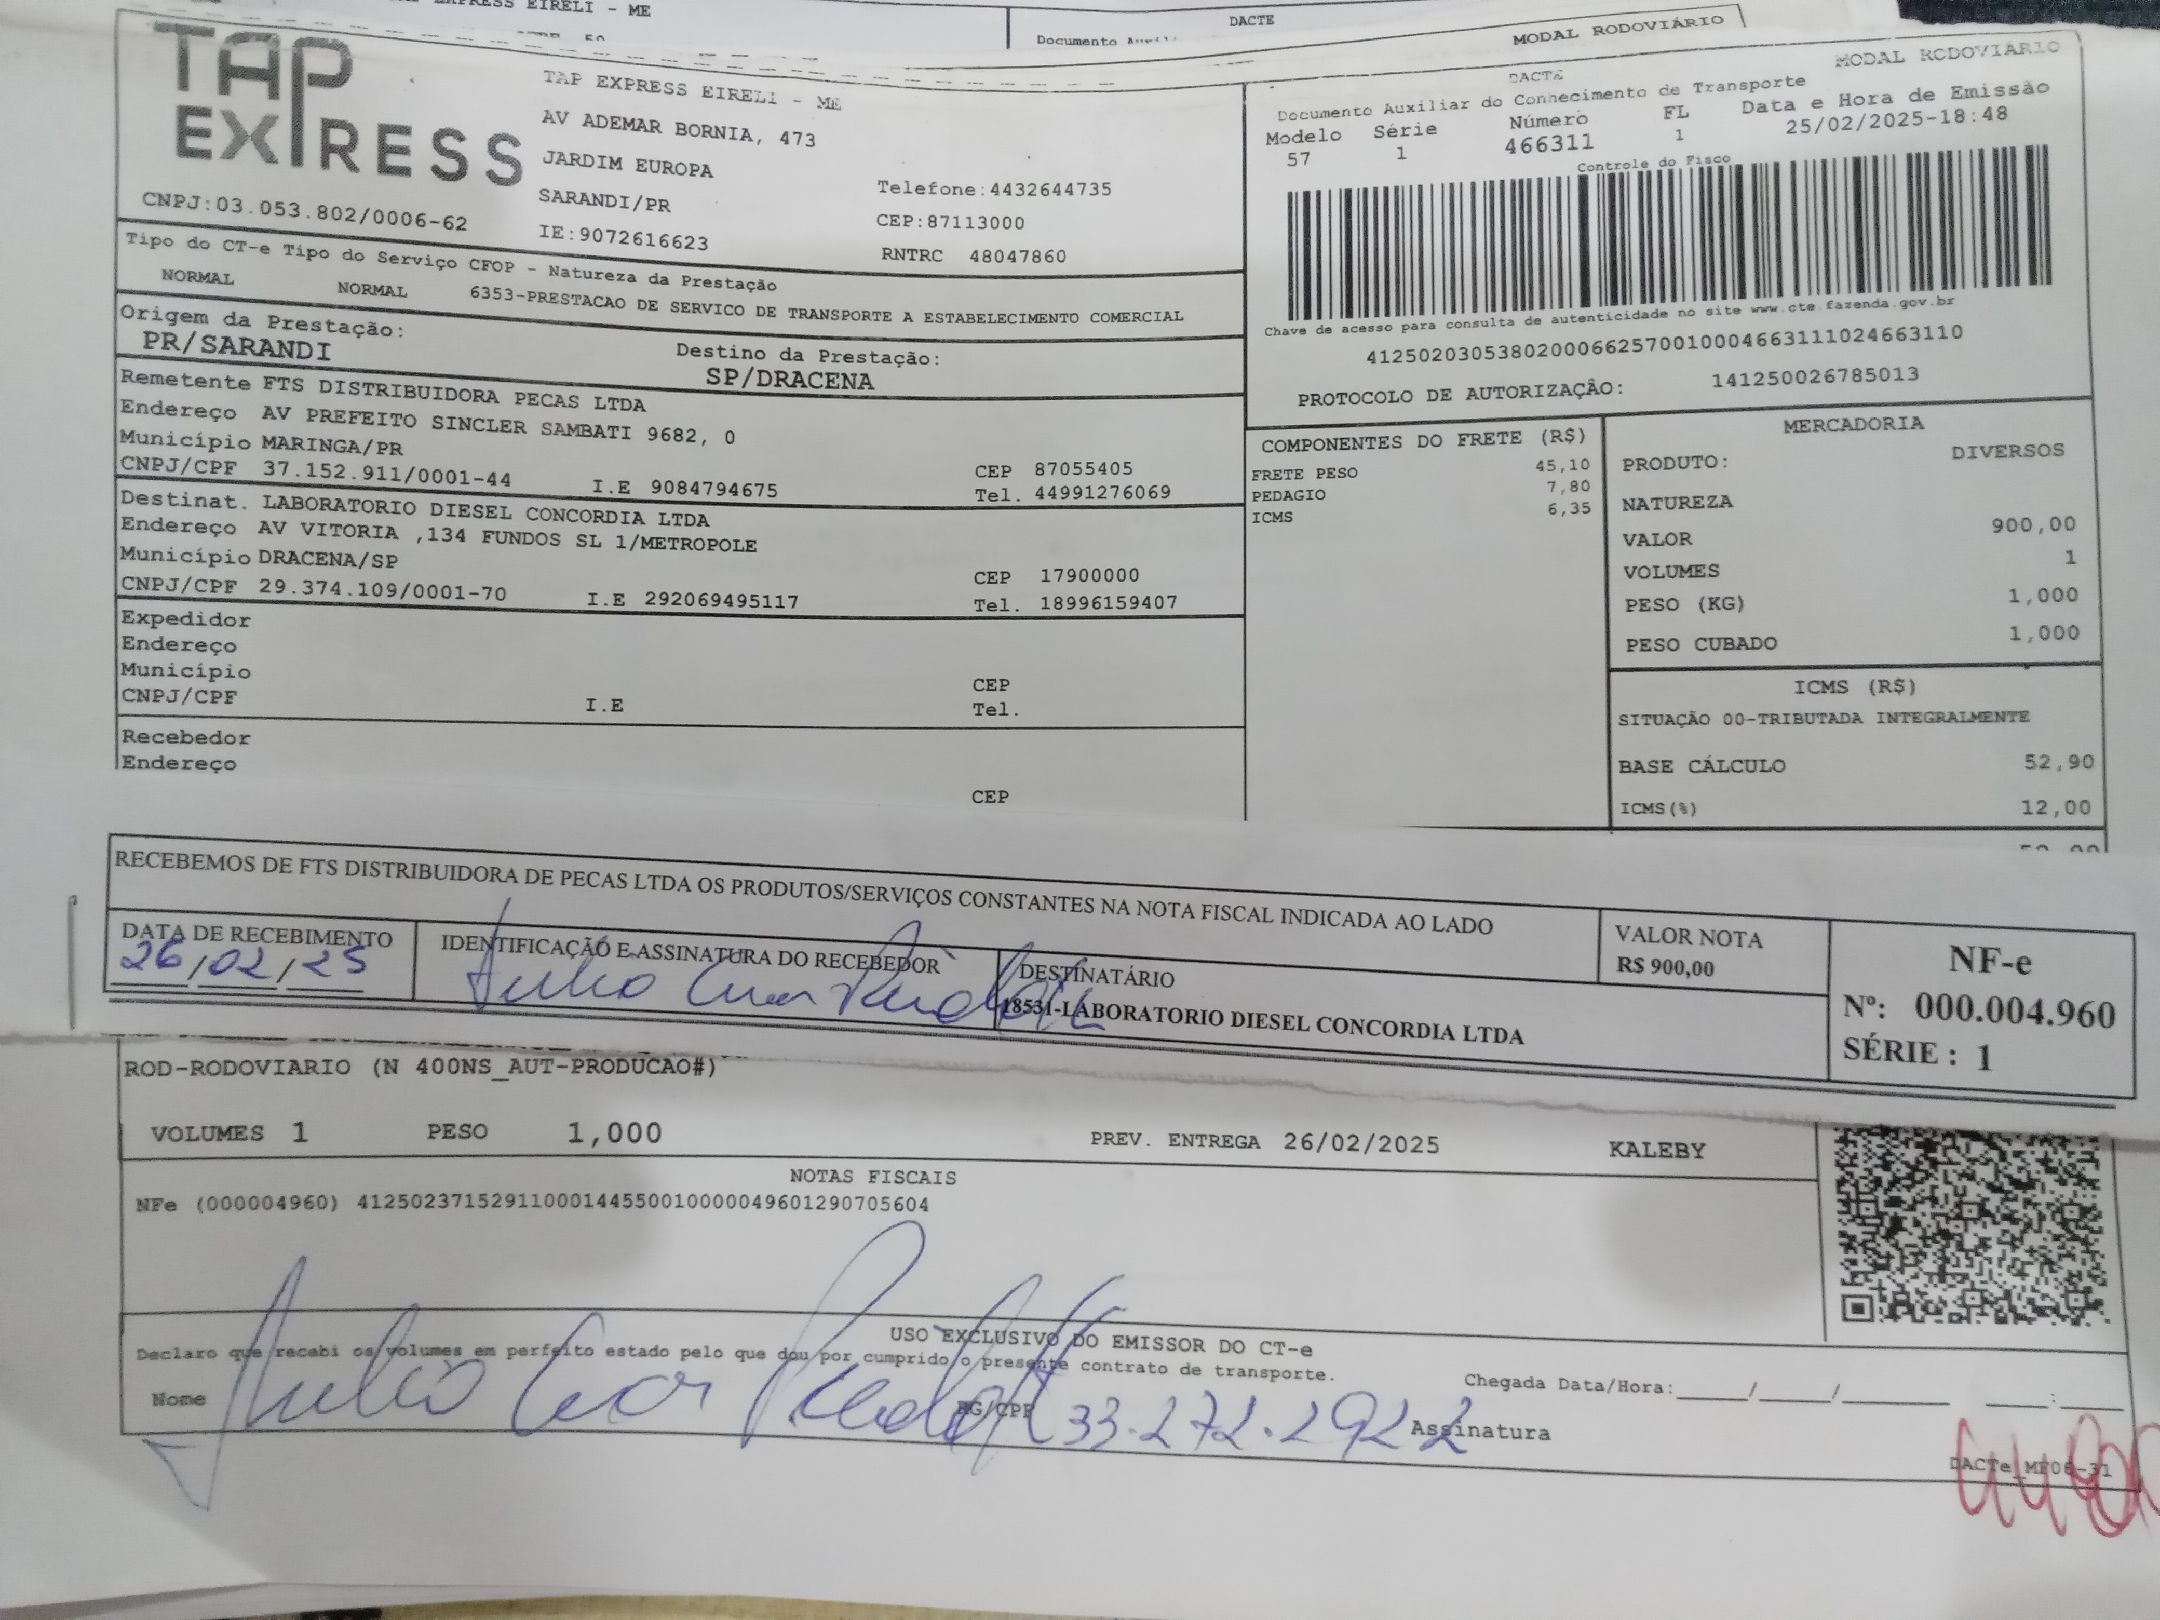 EXPRESS EIRELI - ME
DACTE
MODAL RODOVIÁRIO
TAP EXPRESS
TAP EXPRESS EIRELI - ME
AV ADEMAR BORNIA, 473
JARDIM EUROPA
SARANDI/PR
IE:9072616623
Telefone:4432644735
CEP:87113000
RNTRC 48047860
CNPJ:03.053.802/0006-62
MODAL RODOVIÁRIO
DACTE
Documento Auxiliar do Conhecimento de Transporte
Modelo Série Número FL Data e Hora de Emissão
57 1 466311 1 25/02/2025-18:48
Controle do Fisco
Chave de acesso para consulta de autenticidade no site www.cte.fazenda.gov.br
41250203053802000662570010004663111024663110
PROTOCOLO DE AUTORIZAÇÃO: 141250026785013
Tipo do CT-e Tipo do Serviço CFOP - Natureza da Prestação
NORMAL NORMAL 6353-PRESTACAO DE SERVICO DE TRANSPORTE A ESTABELECIMENTO COMERCIAL
Origem da Prestação: Destino da Prestação:
PR/SARANDI SP/DRACENA
Remetente FTS DISTRIBUIDORA PECAS LTDA
Endereço AV PREFEITO SINCLER SAMBATI 9682, 0
Município MARINGA/PR CEP 87055405
CNPJ/CPF 37.152.911/0001-44 I.E 9084794675 Tel. 44991276069
Destinat. LABORATORIO DIESEL CONCORDIA LTDA
Endereço AV VITORIA ,134 FUNDOS SL 1/METROPOLE
Município DRACENA/SP CEP 17900000
CNPJ/CPF 29.374.109/0001-70 I.E 292069495117 Tel. 18996159407
Expedidor
Endereço
Município CEP
CNPJ/CPF I.E Tel.
Recebedor
Endereço
CEP
COMPONENTES DO FRETE (R$)
FRETE PESO 45,10
PEDAGIO 7,80
ICMS 6,35
MERCADORIA
PRODUTO: DIVERSOS
NATUREZA
VALOR 900,00
VOLUMES 1
PESO (KG) 1,000
PESO CUBADO 1,000
ICMS (R$)
SITUAÇÃO 00-TRIBUTADA INTEGRALMENTE
BASE CÁLCULO 52,90
ICMS(%) 12,00
RECEBEMOS DE FTS DISTRIBUIDORA DE PECAS LTDA OS PRODUTOS/SERVIÇOS CONSTANTES NA NOTA FISCAL INDICADA AO LADO
VALOR NOTA
R$ 900,00
DATA DE RECEBIMENTO
26/02/25
IDENTIFICAÇÃO E ASSINATURA DO RECEBEDOR
DESTINATÁRIO
18531-LABORATORIO DIESEL CONCORDIA LTDA
NF-e
Nº: 000.004.960
SÉRIE : 1
ROD-RODOVIARIO (N 400NS_AUT-PRODUCAO#)
VOLUMES 1 PESO 1,000 PREV. ENTREGA 26/02/2025 KALEBY
NOTAS FISCAIS
NFe (000004960) 41250237152911000144550010000049601290705604
USO EXCLUSIVO DO EMISSOR DO CT-e
Declaro que recebi os volumes em perfeito estado pelo que dou por cumprido o presente contrato de transporte.
Chegada Data/Hora:____/____/______ ___:___
Nome RG/CPF 33.272.292 2 Assinatura
DACTe_MF06-31